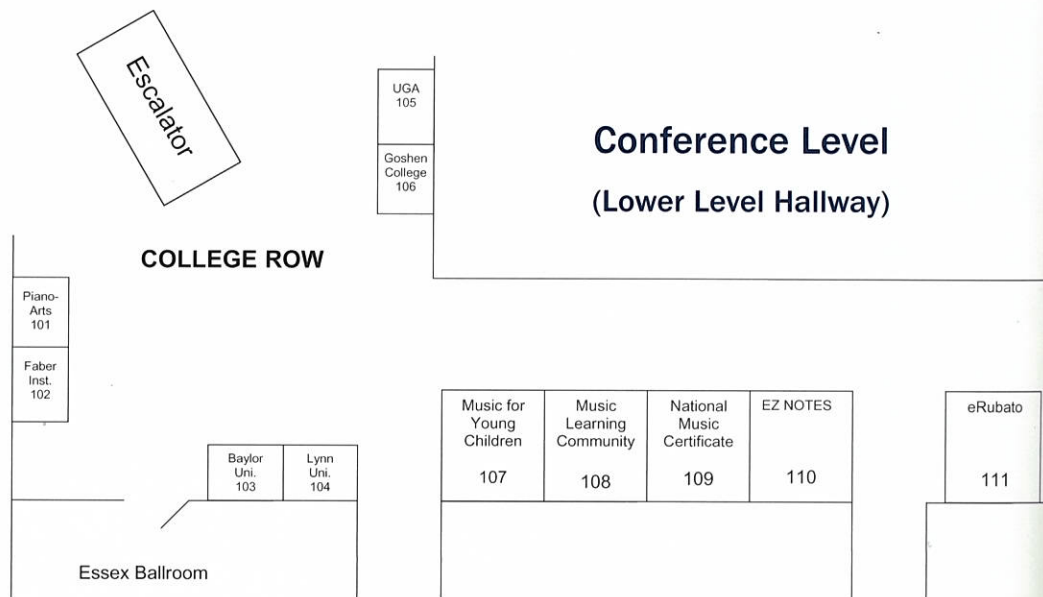 Escalator
UGA
105
Goshen
College
106
Conference Level
(Lower Level Hallway)
COLLEGE ROW
Piano-
Arts
101
Faber
Inst.
102
Baylor
Uni.
103
Lynn
Uni.
104
Music for
Young
Children
107
Music
Learning
Community
108
National
Music
Certificate
109
EZ NOTES
110
eRubato
111
Essex Ballroom